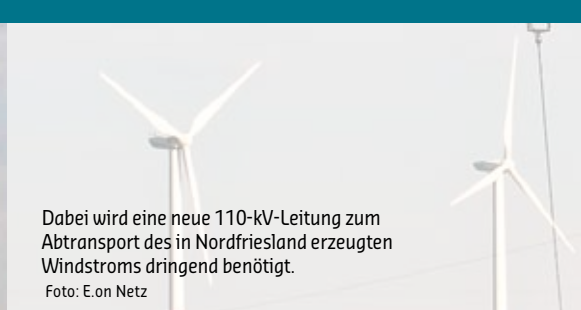 Dabei wird eine neue 110-kV-Leitung zum
Abtransport des in Nordfriesland erzeugten
Windstroms dringend benötigt.
Foto: E.on Netz